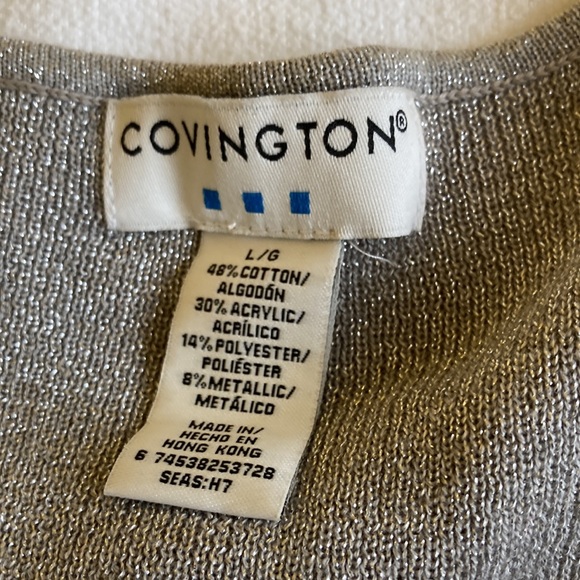 COVINGTON®
L/G
48% COTTON/
ALGODÓN
30% ACRYLIC/
ACRÍLICO
14% POLYESTER/
POLIÉSTER
8% METALLIC/
METÁLICO
MADE IN/
HECHO EN
HONG KONG
6 74538253728
SEAS:H7